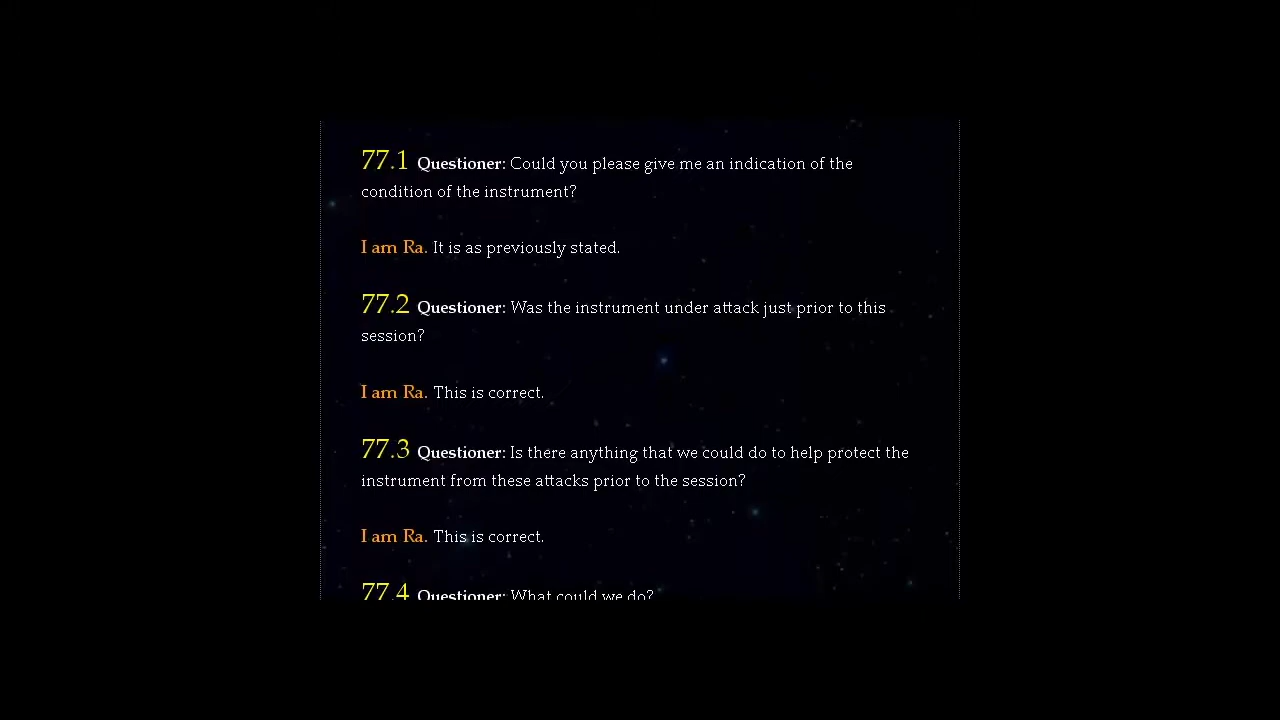 77.1 Questioner: Could you please give me an indication of the
condition of the instrument?
I am Ra. It is as previously stated.
77.2 Questioner: Was the instrument under attack just prior to this
session?
I am Ra. This is correct.
77.3 Questioner: Is there anything that we could do to help protect the
instrument from these attacks prior to the session?
I am Ra. This is correct.
77.4 Questioner: What could we do?